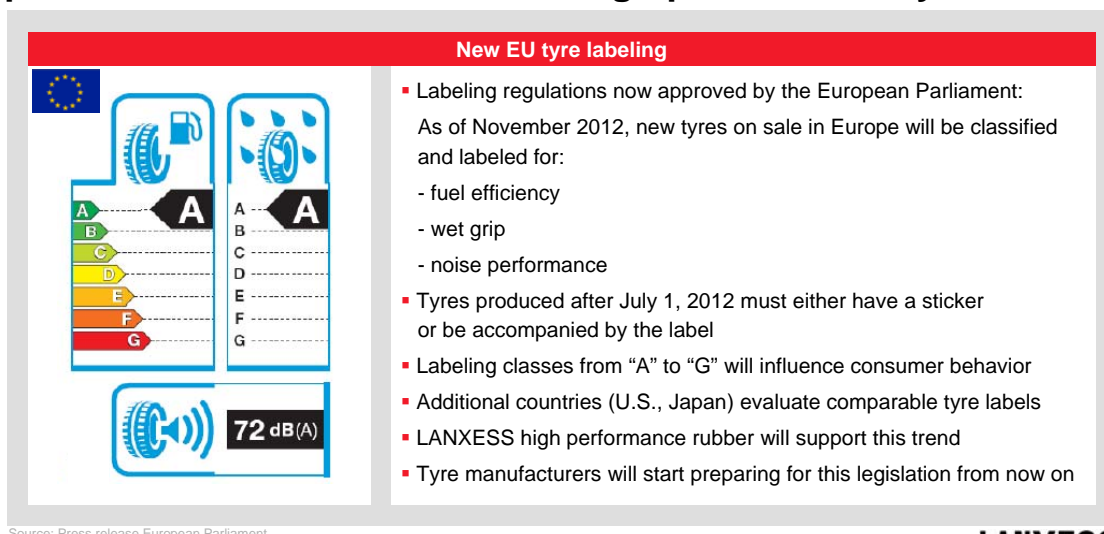 New EU tyre labeling
▪ Labeling regulations now approved by the European Parliament:
As of November 2012, new tyres on sale in Europe will be classified
and labeled for:
- fuel efficiency
- wet grip
- noise performance
▪ Tyres produced after July 1, 2012 must either have a sticker
or be accompanied by the label
▪ Labeling classes from “A” to “G” will influence consumer behavior
▪ Additional countries (U.S., Japan) evaluate comparable tyre labels
▪ LANXESS high performance rubber will support this trend
▪ Tyre manufacturers will start preparing for this legislation from now on
A A
B
C
D
E
F
G
A A
B
C
D
E
F
G
72 dB(A)
Source: Press release European Parliament